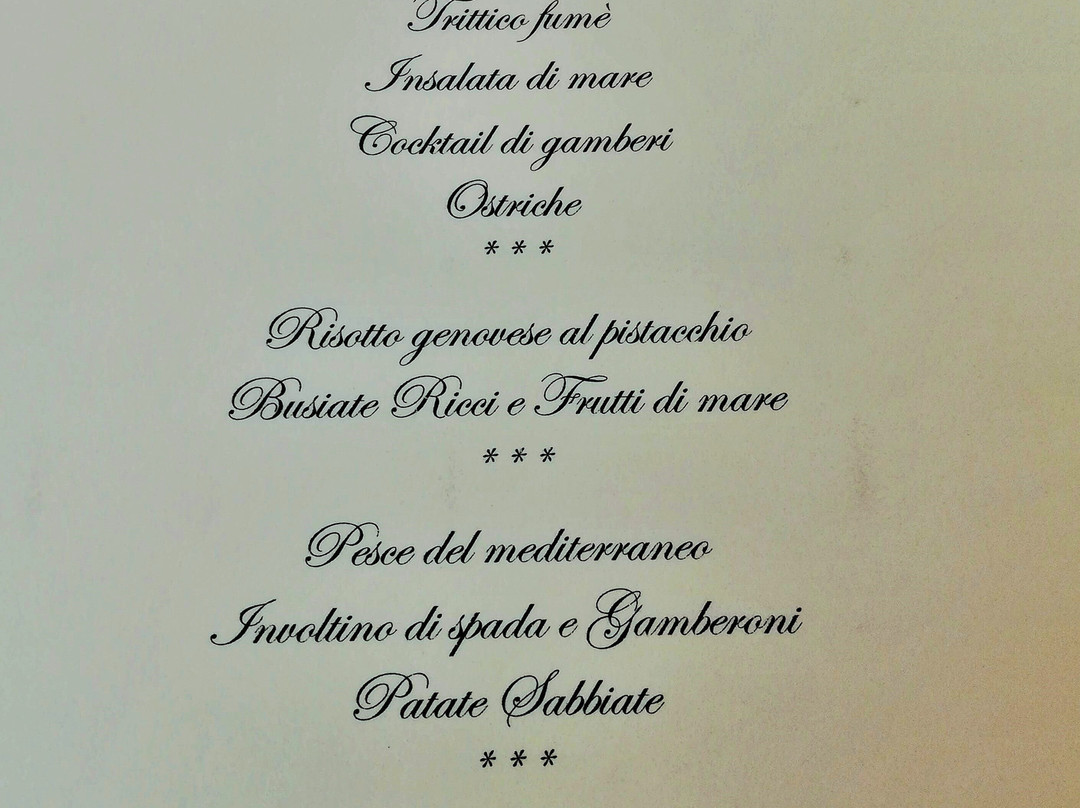 Trittico fumè
Insalata di mare
Cocktail di gamberi
Ostriche
* * *
Risotto genovese al pistacchio
Busiate Ricci e Frutti di mare
* * *
Pesce del mediterraneo
Involtino di spada e Gamberoni
Patate Sabbiate
* * *